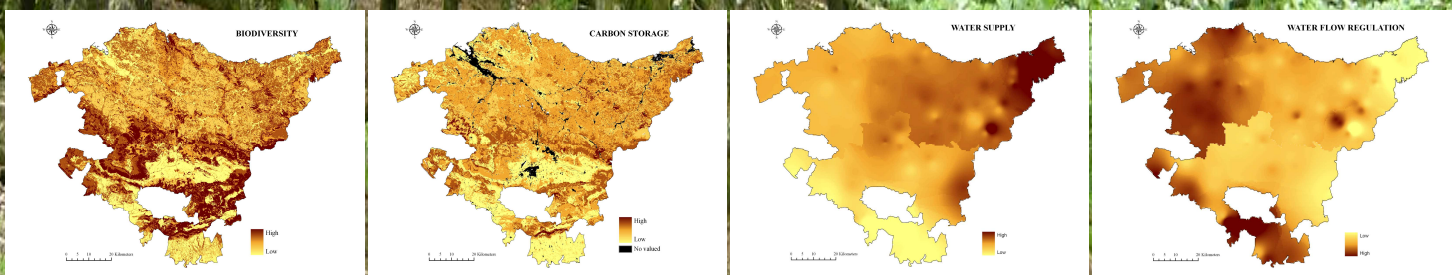 BIODIVERSITY
High
Low
0 5 10 20 Kilometers
CARBON STORAGE
High
Low
No valued
0 5 10 20 Kilometers
WATER SUPPLY
High
Low
0 5 10 20 Kilometers
WATER FLOW REGULATION
Low
High
0 5 10 20 Kilometers